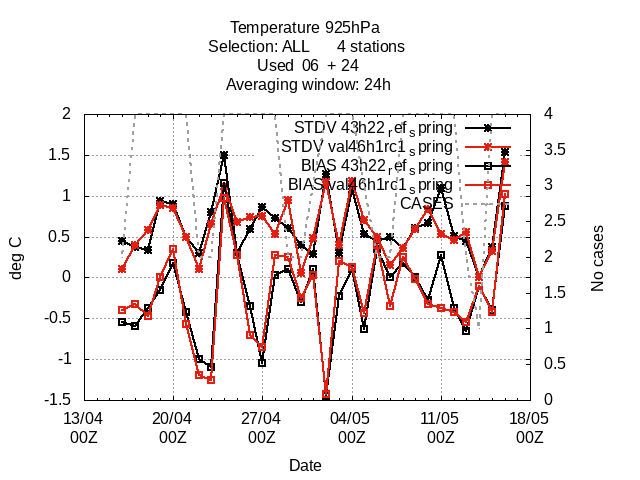 Temperature 925hPa
Selection: ALL 4 stations
Used 06 + 24
Averaging window: 24h
STDV 43h22_ref_spring
STDV val46h1rc1_spring
BIAS 43h22_ref_spring
BIAS val46h1rc1_spring
CASES
deg C
No cases
2
1.5
1
0.5
0
-0.5
-1
-1.5
4
3.5
3
2.5
2
1.5
1
0.5
0
13/04 20/04 27/04 04/05 11/05 18/05
00Z 00Z 00Z 00Z 00Z 00Z
Date